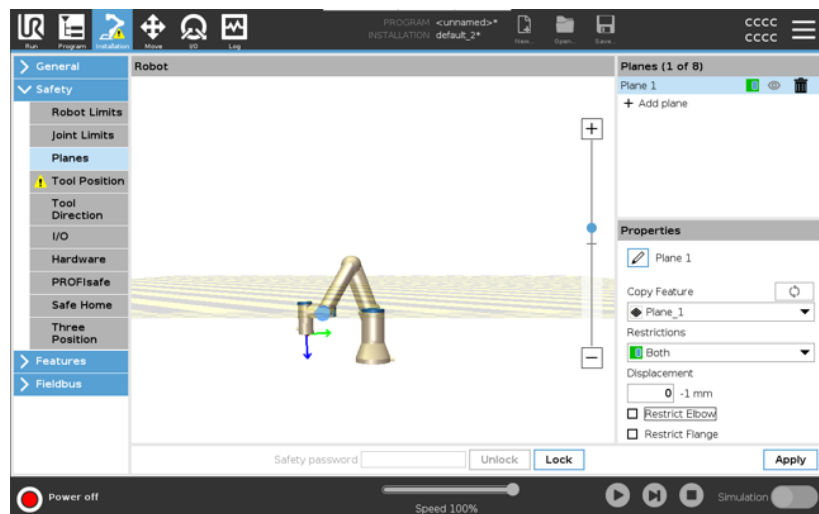 PROGRAM <unnamed>*
INSTALLATION default_2*
cccc
cccc
Run Program Installation Move I/O Log New... Open... Save...
General
Safety
Robot Limits
Joint Limits
Planes
Tool Position
Tool
Direction
I/O
Hardware
PROFIsafe
Safe Home
Three
Position
Features
Fieldbus
Robot
Planes (1 of 8)
Plane 1
+ Add plane
Properties
Plane 1
Copy Feature
Plane_1
Restrictions
Both
Displacement
0 -1 mm
Restrict Elbow
Restrict Flange
Safety password Unlock Lock
Apply
Power off
Speed 100%
Simulation